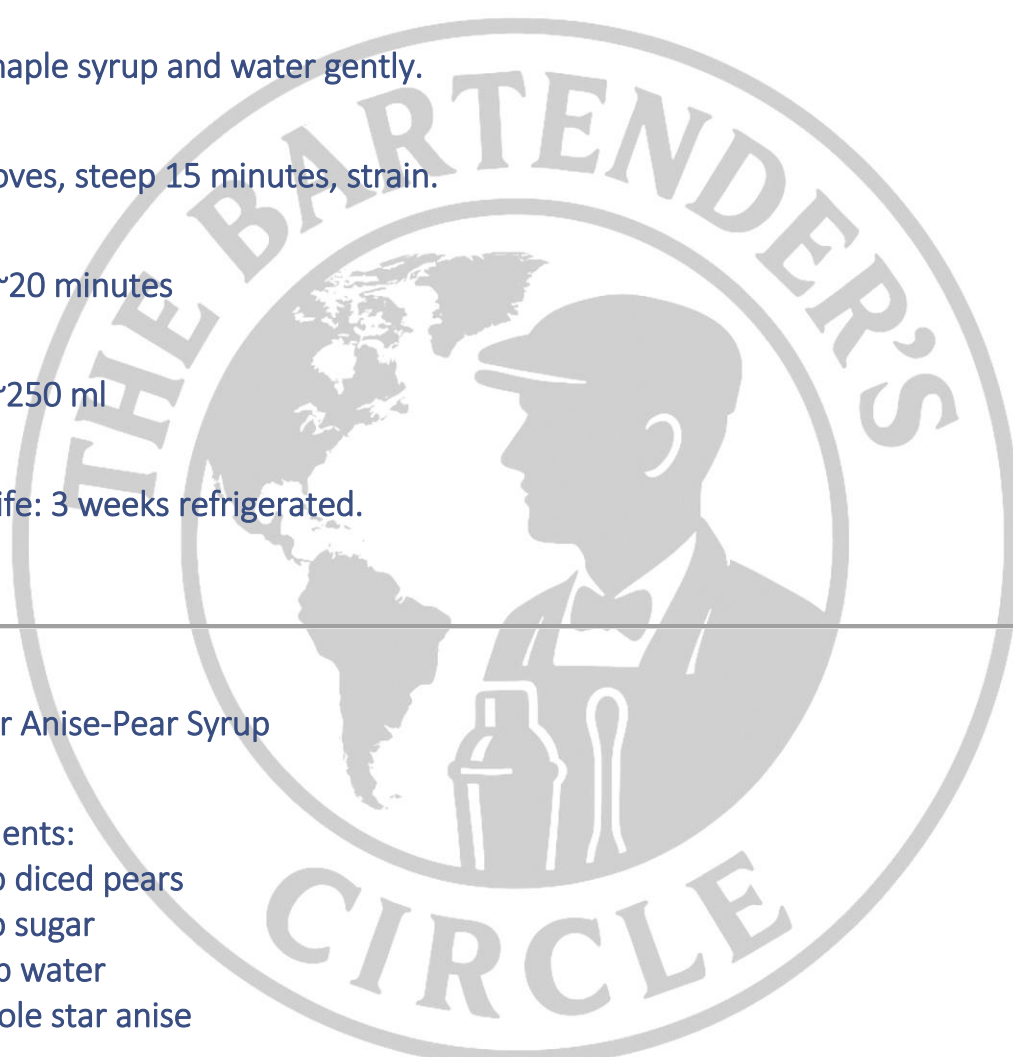 THE BARTENDER'S
naple syrup and water gently.
oves, steep 15 minutes, strain.
~20 minutes
~250 ml
ife: 3 weeks refrigerated.
r Anise-Pear Syrup
ents:
diced pears
sugar
water
ole star anise
CIRCLE